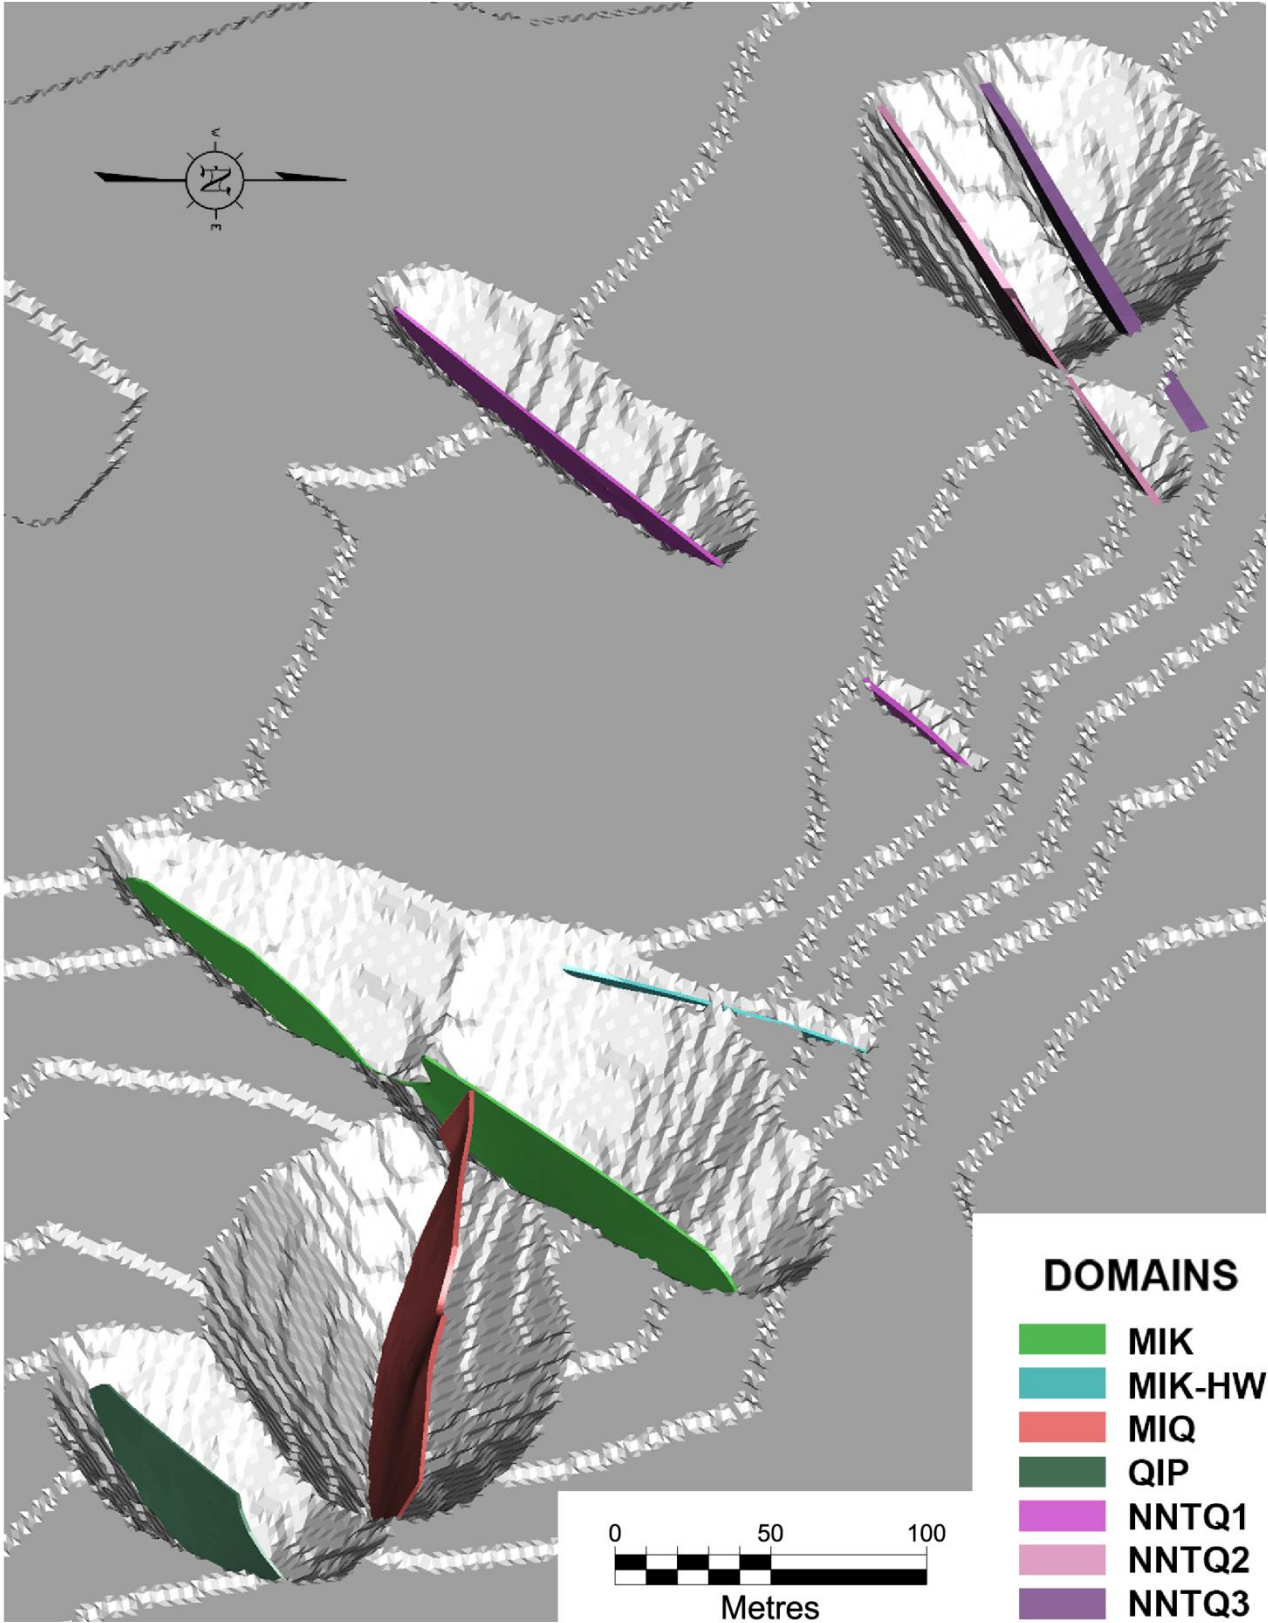 W
N
E
DOMAINS
MIK
MIK-HW
MIQ
QIP
NNTQ1
NNTQ2
NNTQ3
0 50 100
Metres